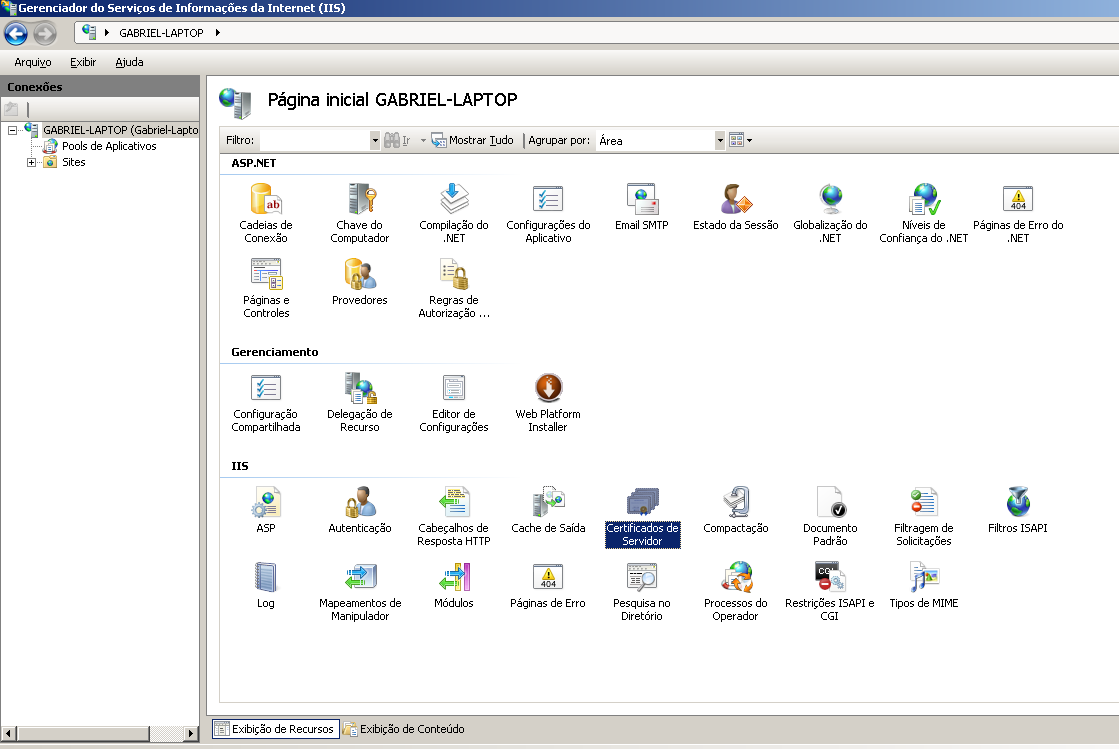 Gerenciador do Serviços de Informações da Internet (IIS)
GABRIEL-LAPTOP
Arquivo Exibir Ajuda
Conexões
GABRIEL-LAPTOP (Gabriel-Lapto
Pools de Aplicativos
Sites
Página inicial GABRIEL-LAPTOP
Filtro: Ir Mostrar Tudo Agrupar por: Área
ASP.NET
Cadeias de Conexão
Chave do Computador
Compilação do .NET
Configurações do Aplicativo
Email SMTP
Estado da Sessão
Globalização do .NET
Níveis de Confiança do .NET
Páginas de Erro do .NET
Páginas e Controles
Provedores
Regras de Autorização ...
Gerenciamento
Configuração Compartilhada
Delegação de Recurso
Editor de Configurações
Web Platform Installer
IIS
ASP
Autenticação
Cabeçalhos de Resposta HTTP
Cache de Saída
Certificados de Servidor
Compactação
Documento Padrão
Filtragem de Solicitações
Filtros ISAPI
Log
Mapeamentos de Manipulador
Módulos
Páginas de Erro
Pesquisa no Diretório
Processos do Operador
Restrições ISAPI e CGI
Tipos de MIME
Exibição de Recursos Exibição de Conteúdo